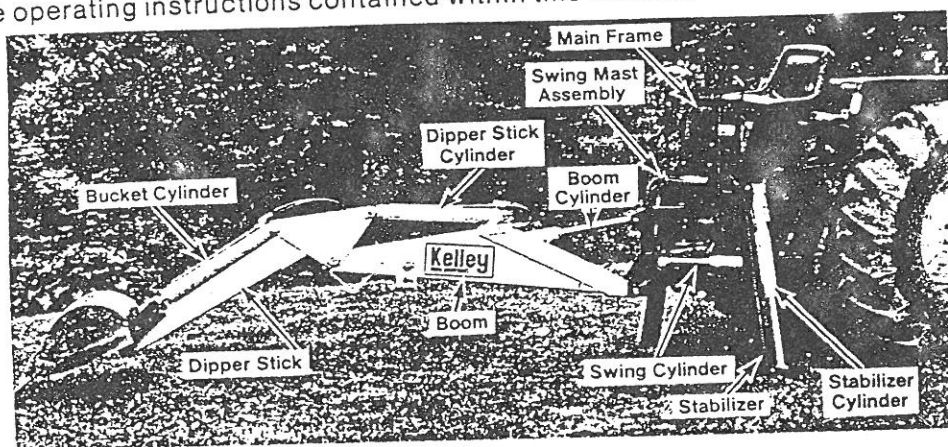 operating instructions contained within this
Main Frame
Swing Mast
Assembly
Dipper Stick
Cylinder
Boom
Cylinder
Bucket Cylinder
Kelley
Boom
Dipper Stick
Swing Cylinder
Stabilizer
Stabilizer
Cylinder